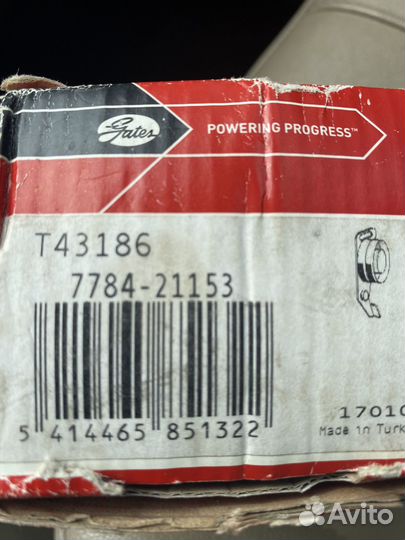 Gates
POWERING PROGRESS™
T43186
7784-21153
5 414465 851322
1701
Made in Turk
Avito